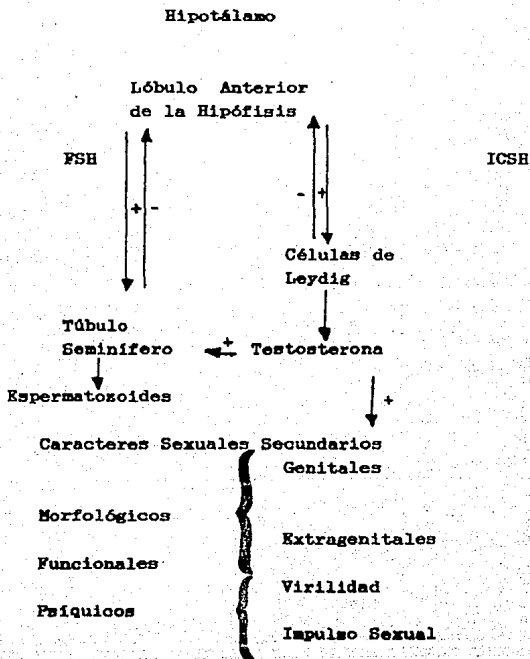 Hipotálamo
Lóbulo Anterior
de la Hipófisis
FSH
ICSH
+ -
- +
Células de
Leydig
Túbulo
Seminífero
+
Testosterona
Espermatozoides
+
Caracteres Sexuales Secundarios
Genitales
Morfológicos
Extragenitales
Funcionales
Virilidad
Psíquicos
Impulso Sexual